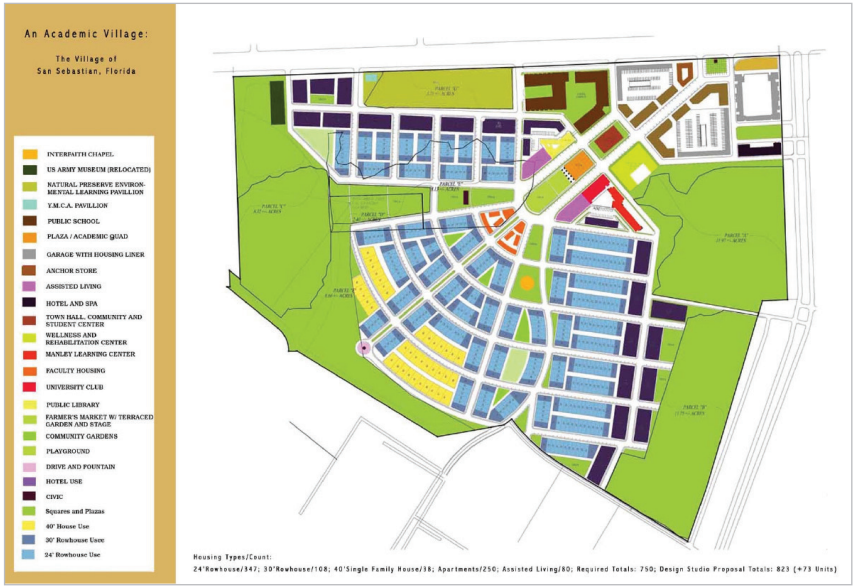 An Academic Village:
The Village of
San Sebastian, Florida
INTERFAITH CHAPEL
US ARMY MUSEUM (RELOCATED)
NATURAL PRESERVE ENVIRON-
MENTAL LEARNING PAVILLION
Y.M.C.A. PAVILLION
PUBLIC SCHOOL
PLAZA / ACADEMIC QUAD
GARAGE WITH HOUSING LINER
ANCHOR STORE
ASSISTED LIVING
HOTEL AND SPA
TOWN HALL, COMMUNITY AND
STUDENT CENTER
WELLNESS AND
REHABILITATION CENTER
MANLEY LEARNING CENTER
FACULTY HOUSING
UNIVERSITY CLUB
PUBLIC LIBRARY
FARMER'S MARKET W/ TERRACED
GARDEN AND STAGE
COMMUNITY GARDENS
PLAYGROUND
DRIVE AND FOUNTAIN
HOTEL USE
CIVIC
Squares and Plazas
40' House Use
30' Rowhouse Usee
24' Rowhouse Use
Housing Types/Count:
24'Rowhouse/347; 30'Rowhouse/108; 40'Single Family House/38; Apartments/250; Assisted Living/80; Required Totals: 750; Design Studio Proposal Totals: 823 (+73 Units)